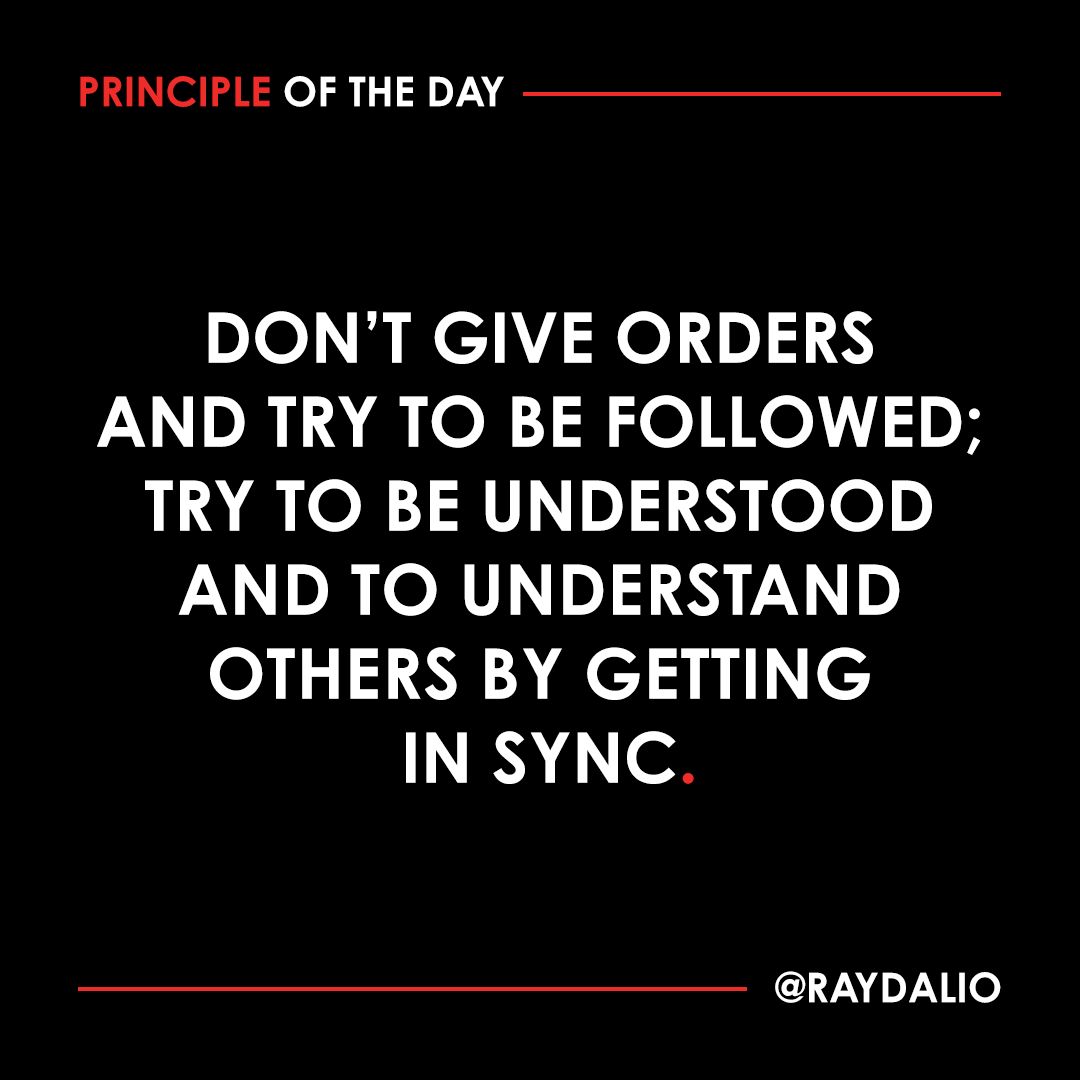 PRINCIPLE OF THE DAY
DON’T GIVE ORDERS
AND TRY TO BE FOLLOWED;
TRY TO BE UNDERSTOOD
AND TO UNDERSTAND
OTHERS BY GETTING
IN SYNC.
@RAYDALIO